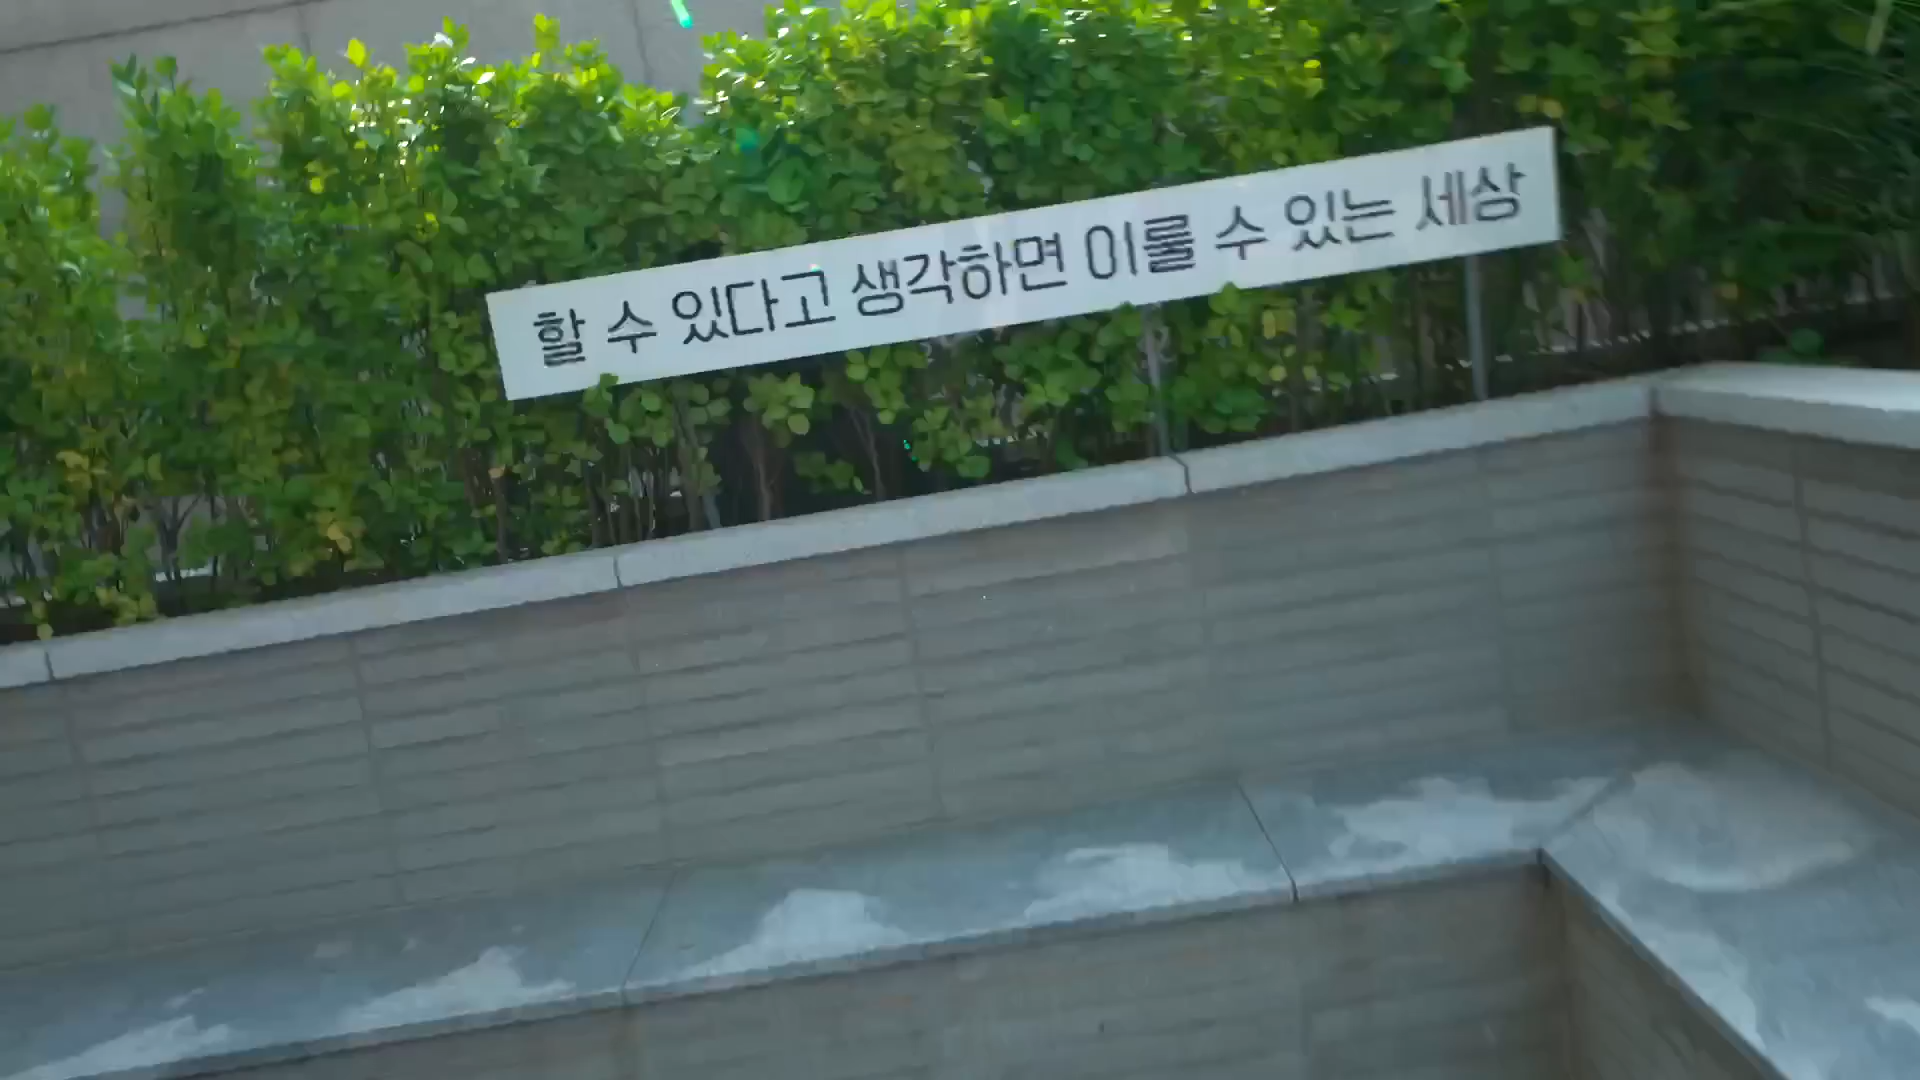 할 수 있다고 생각하면 이룰 수 있는 세상